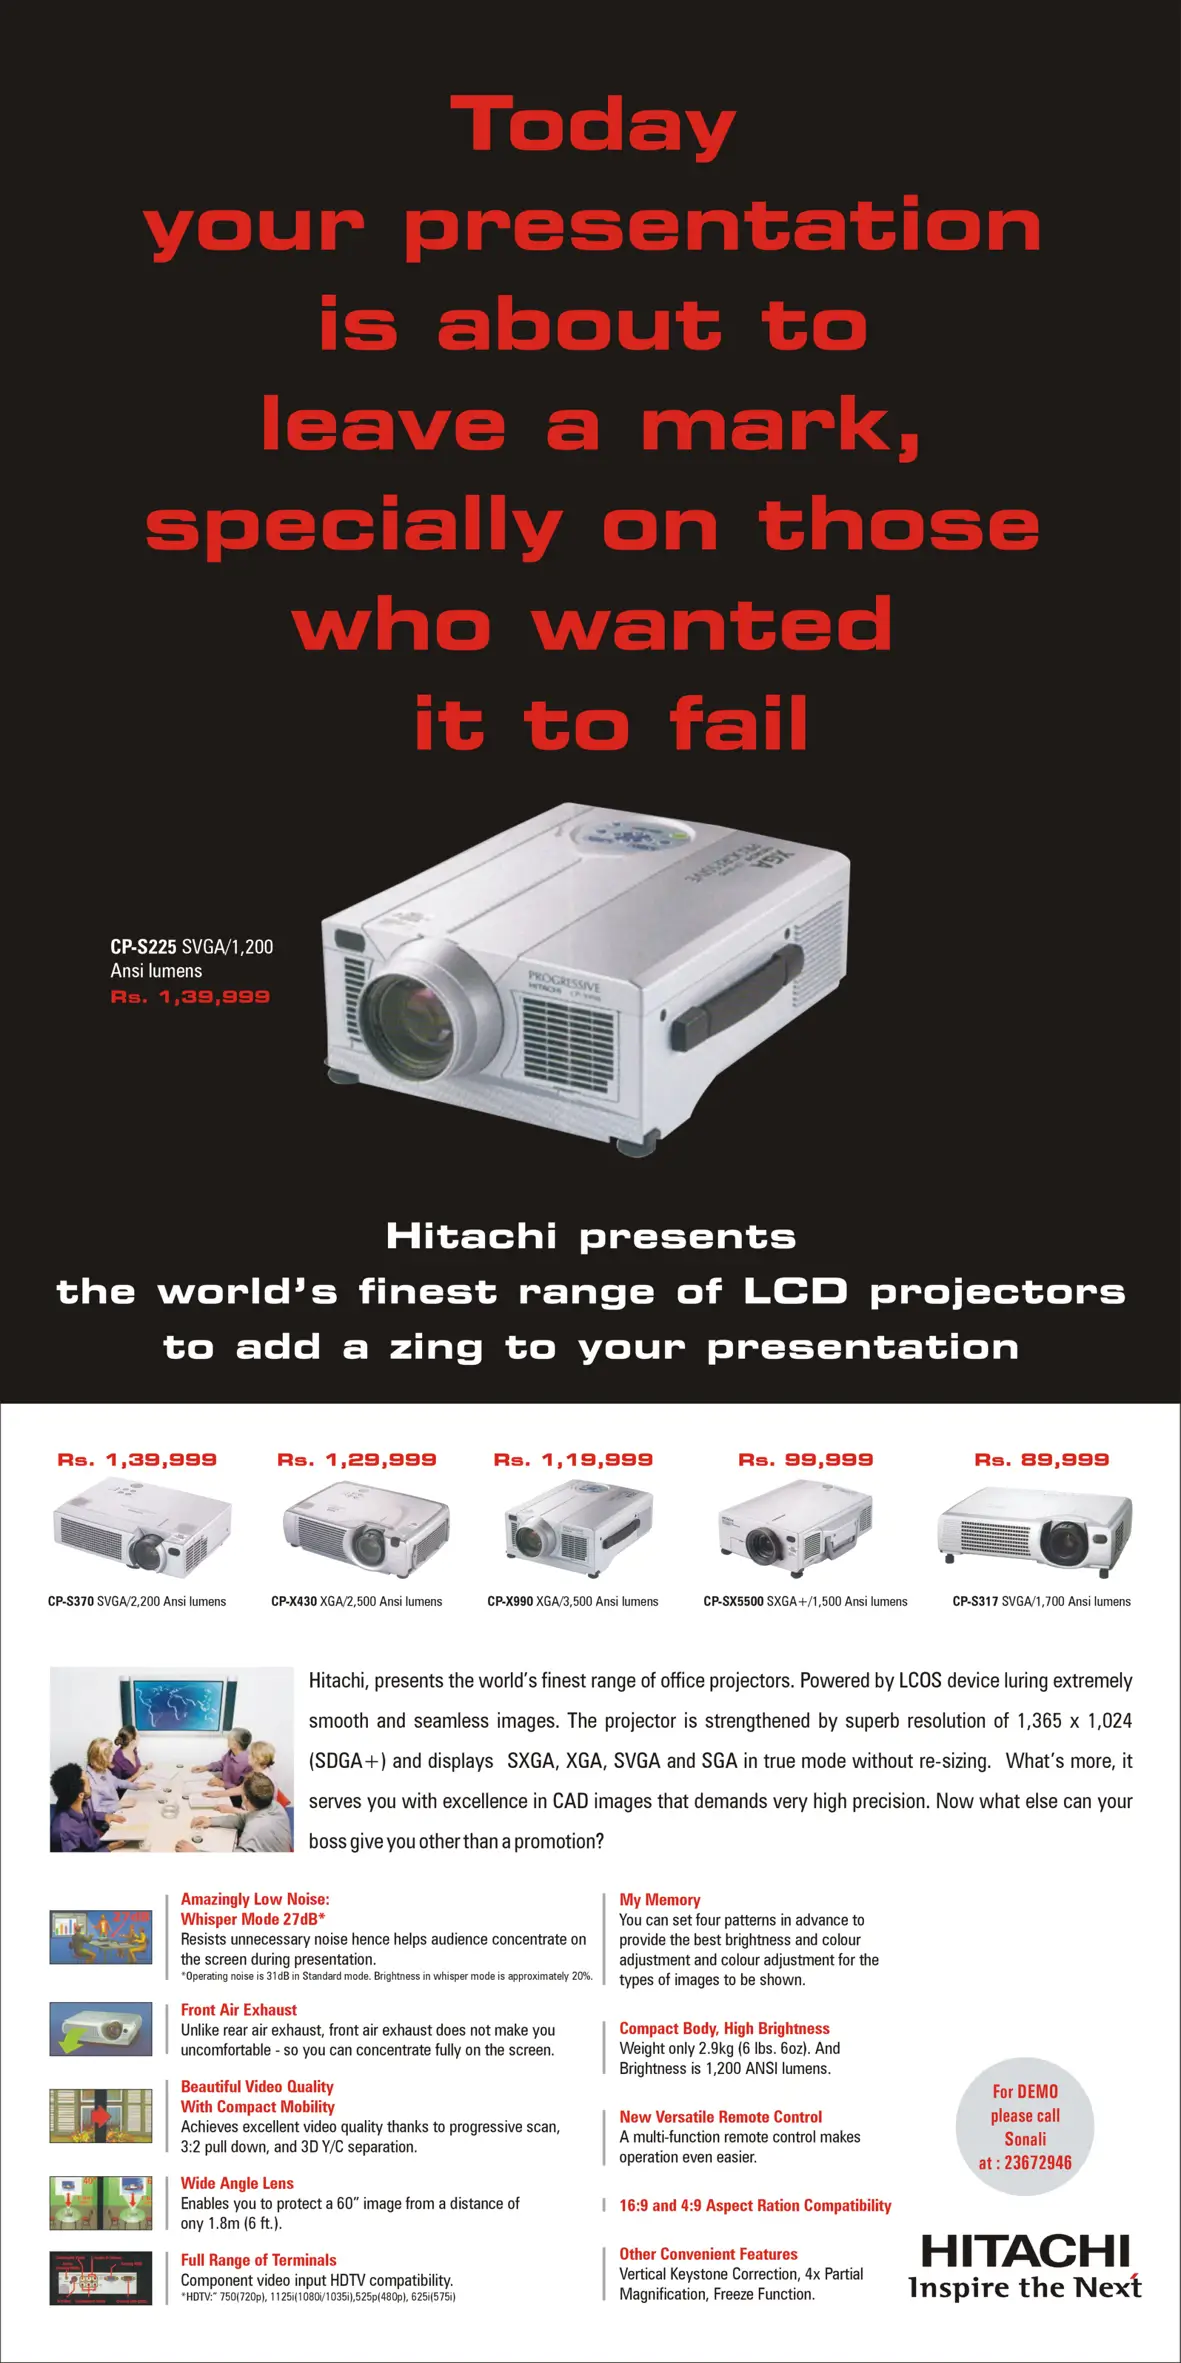 Today
your presentation
is about to
leave a mark,
specially on those
who wanted
it to fail
CP-S225 SVGA/1,200
Ansi lumens
Rs. 1,39,999
XGA
PROGRESSIVE
PROGRESSIVE
HITACHI
Hitachi presents
the world's finest range of LCD projectors
to add a zing to your presentation
Rs. 1,39,999
Rs. 1,29,999
Rs. 1,19,999
Rs. 99,999
Rs. 89,999
CP-S370 SVGA/2,200 Ansi lumens
CP-X430 XGA/2,500 Ansi lumens
CP-X990 XGA/3,500 Ansi lumens
CP-SX5500 SXGA+/1,500 Ansi lumens
CP-S317 SVGA/1,700 Ansi lumens
Hitachi, presents the world's finest range of office projectors. Powered by LCOS device luring extremely
smooth and seamless images. The projector is strengthened by superb resolution of 1,365 x 1,024
(SDGA+) and displays SXGA, XGA, SVGA and SGA in true mode without re-sizing. What's more, it
serves you with excellence in CAD images that demands very high precision. Now what else can your
boss give you other than a promotion?
27dB
Amazingly Low Noise:
Whisper Mode 27dB*
Resists unnecessary noise hence helps audience concentrate on
the screen during presentation.
*Operating noise is 31dB in Standard mode. Brightness in whisper mode is approximately 20%.
Front Air Exhaust
Unlike rear air exhaust, front air exhaust does not make you
uncomfortable - so you can concentrate fully on the screen.
Beautiful Video Quality
With Compact Mobility
Achieves excellent video quality thanks to progressive scan,
3:2 pull down, and 3D Y/C separation.
Wide Angle Lens
Enables you to protect a 60" image from a distance of
ony 1.8m (6 ft.).
Full Range of Terminals
Component video input HDTV compatibility.
*HDTV:" 750(720p), 1125i(1080i/1035i),525p(480p), 625i(575i)
My Memory
You can set four patterns in advance to
provide the best brightness and colour
adjustment and colour adjustment for the
types of images to be shown.
Compact Body, High Brightness
Weight only 2.9kg (6 lbs. 6oz). And
Brightness is 1,200 ANSI lumens.
New Versatile Remote Control
A multi-function remote control makes
operation even easier.
16:9 and 4:9 Aspect Ration Compatibility
Other Convenient Features
Vertical Keystone Correction, 4x Partial
Magnification, Freeze Function.
For DEMO
please call
Sonali
at : 23672946
HITACHI
Inspire the Next